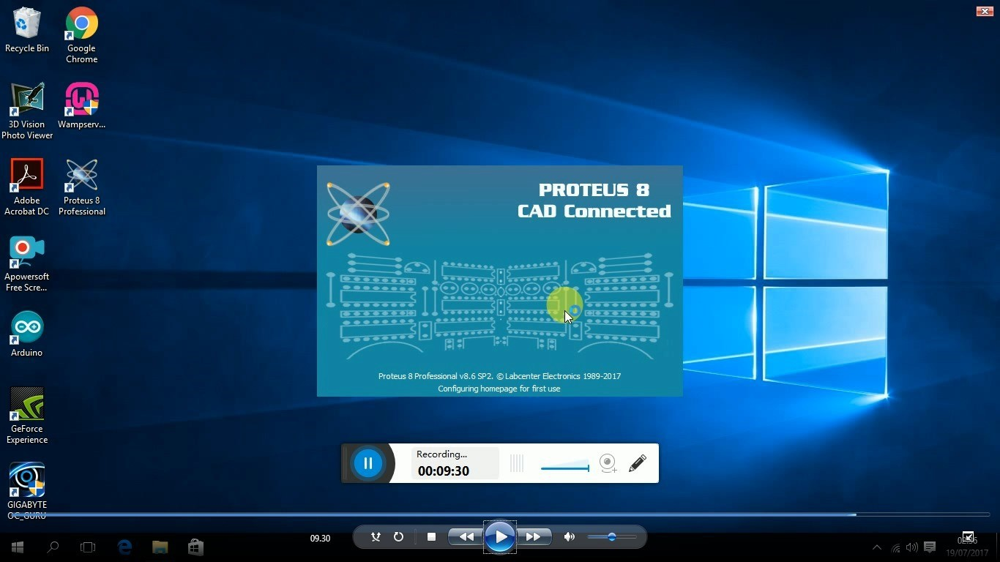 Recycle Bin
Google
Chrome
3D Vision
Photo Viewer
Wampserv...
Adobe
Acrobat DC
Proteus 8
Professional
Apowersoft
Free Scre...
Arduino
GeForce
Experience
GIGABYTE
OC_GURU
PROTEUS 8
CAD Connected
Proteus 8 Professional v8.6 SP2. © Labcenter Electronics 1989-2017
Configuring homepage for first use
Recording...
00:09:30
09.30
19/07/2017